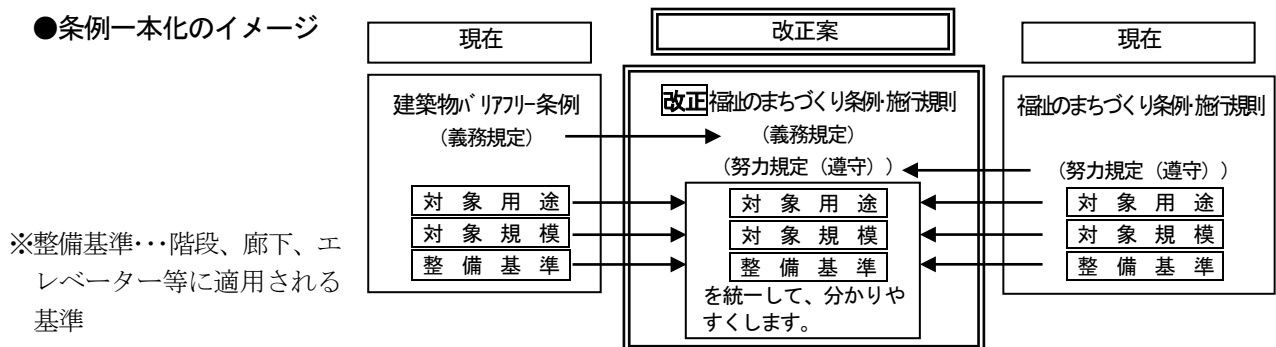 ●条例一本化のイメージ
現在
建築物バリアフリー条例
(義務規定)
対象用途
対象規模
整備基準
改正案
改正福祉のまちづくり条例・施行規則
(義務規定)
(努力規定(遵守))
対象用途
対象規模
整備基準
を統一して、分かりや
すくします。
現在
福祉のまちづくり条例・施行規則
(努力規定(遵守))
対象用途
対象規模
整備基準
※整備基準・・・階段、廊下、エ
レベーター等に適用される
基準